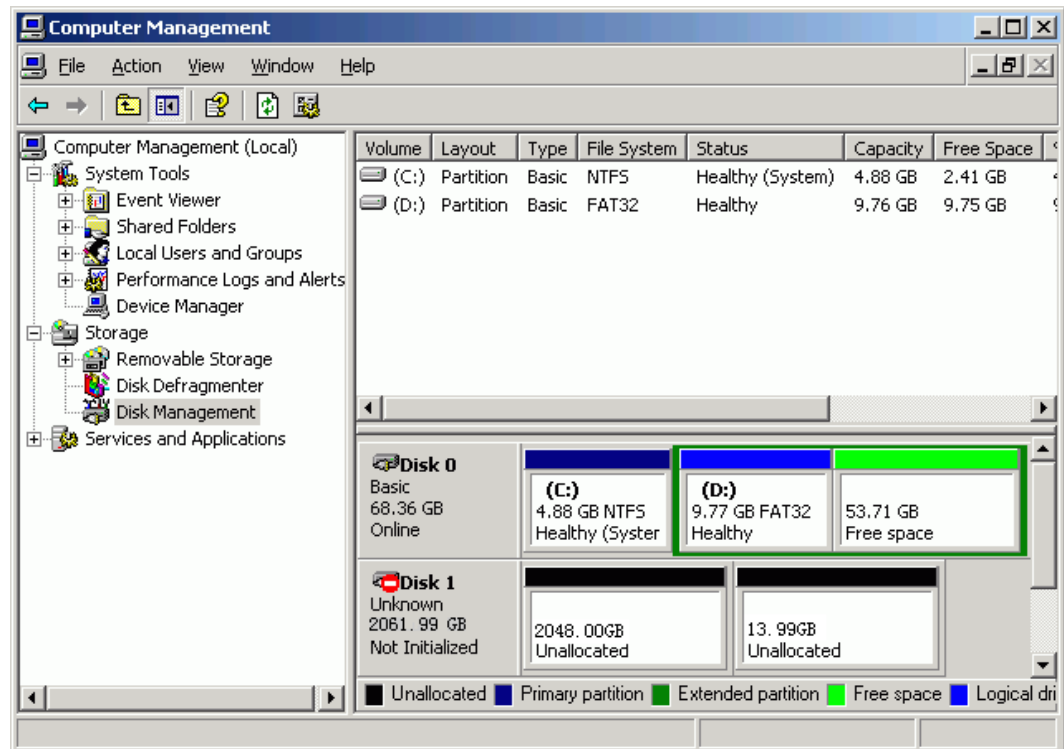 Computer Management
File Action View Window Help
Computer Management (Local)
System Tools
Event Viewer
Shared Folders
Local Users and Groups
Performance Logs and Alerts
Device Manager
Storage
Removable Storage
Disk Defragmenter
Disk Management
Services and Applications
Volume Layout Type File System Status Capacity Free Space
(C:) Partition Basic NTFS Healthy (System) 4.88 GB 2.41 GB
(D:) Partition Basic FAT32 Healthy 9.76 GB 9.75 GB
Disk 0
Basic
68.36 GB
Online
(C:)
4.88 GB NTFS
Healthy (Syster
(D:)
9.77 GB FAT32
Healthy
53.71 GB
Free space
Disk 1
Unknown
2061.99 GB
Not Initialized
2048.00GB
Unallocated
13.99GB
Unallocated
Unallocated Primary partition Extended partition Free space Logical dri